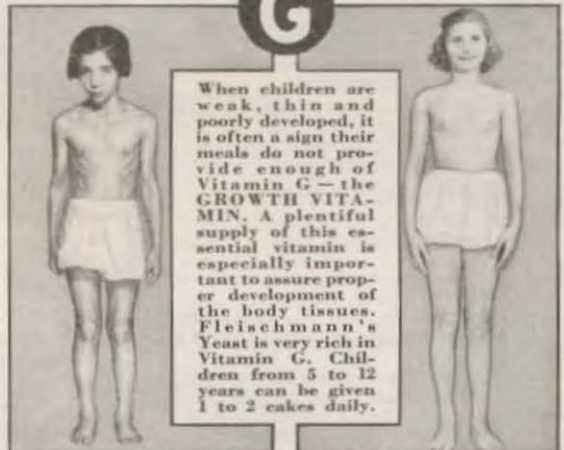 G
When children are
weak, thin and
poorly developed, it
is often a sign their
meals do not pro-
vide enough of
Vitamin G — the
GROWTH VITA-
MIN. A plentiful
supply of this es-
sential vitamin is
especially impor-
tant to assure prop-
er development of
the body tissues.
Fleischmann's
Yeast is very rich in
Vitamin G. Chil-
dren from 5 to 12
years can be given
1 to 2 cakes daily.